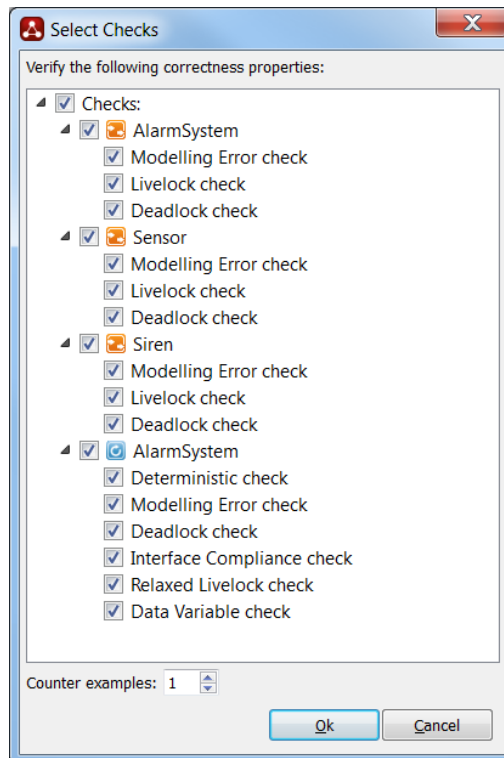 Select Checks
Verify the following correctness properties:
Checks:
AlarmSystem
Modelling Error check
Livelock check
Deadlock check
Sensor
Modelling Error check
Livelock check
Deadlock check
Siren
Modelling Error check
Livelock check
Deadlock check
AlarmSystem
Deterministic check
Modelling Error check
Deadlock check
Interface Compliance check
Relaxed Livelock check
Data Variable check
Counter examples: 1
Ok Cancel